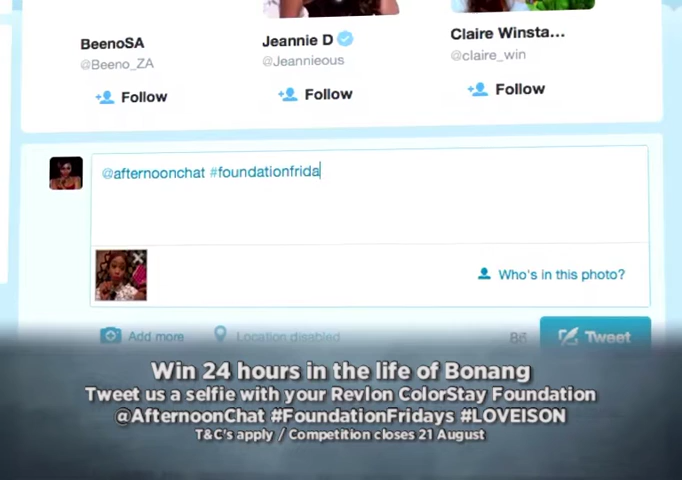 BeenoSA
@Beeno_ZA
Follow
Jeannie D
@Jeannieous
Follow
Claire Winsta...
@claire_win
Follow
@afternoonchat #foundationfrida
Who's in this photo?
Add more
Location disabled
86
Tweet
Win 24 hours in the life of Bonang
Tweet us a selfie with your Revlon ColorStay Foundation
@AfternoonChat #FoundationFridays #LOVEISON
T&C's apply / Competition closes 21 August